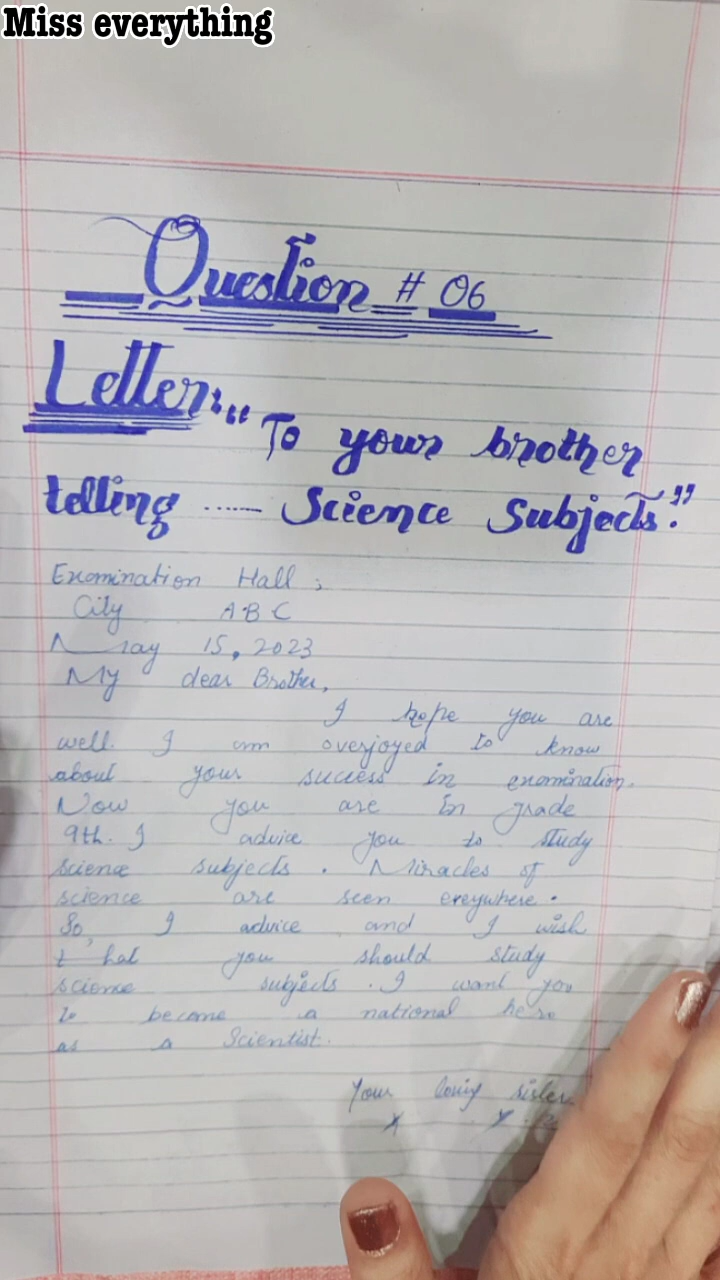 Miss everything
Question # 06
Letter: "To your brother
telling ...... Science Subjects."
Examination Hall,
City A B C
May 15, 2023
My dear Brother,
I hope you are
well. I am overjoyed to know
about your success in examination.
Now you are in grade
9th. I advice you to study
science subjects. Miracles of
science are seen ereywhere.
So, I advice and I wish
that you should study
science subjects. I want you
to become a national hero
as a Scientist.
Your loving sister
X Y